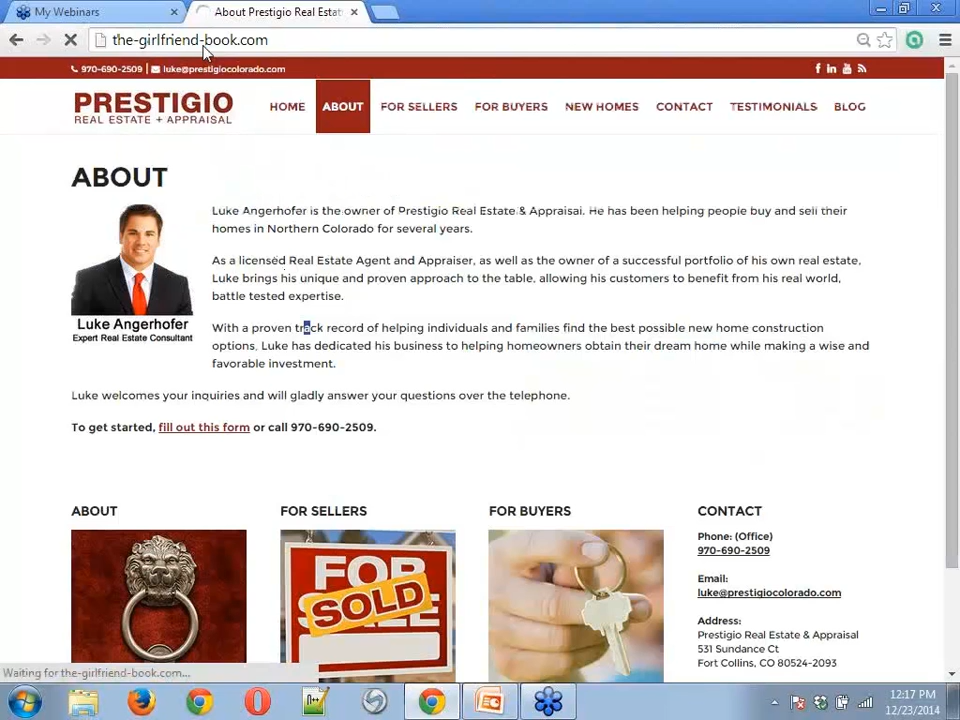 My Webinars
About Prestigio Real Estat
the-girlfriend-book.com
970-690-2509 | luke@prestigiocolorado.com
PRESTIGIO
REAL ESTATE + APPRAISAL
HOME ABOUT FOR SELLERS FOR BUYERS NEW HOMES CONTACT TESTIMONIALS BLOG
ABOUT
Luke Angerhofer is the owner of Prestigio Real Estate & Appraisal. He has been helping people buy and sell their
homes in Northern Colorado for several years.
As a licensed Real Estate Agent and Appraiser, as well as the owner of a successful portfolio of his own real estate,
Luke brings his unique and proven approach to the table, allowing his customers to benefit from his real world,
battle tested expertise.
Luke Angerhofer
Expert Real Estate Consultant
With a proven track record of helping individuals and families find the best possible new home construction
options, Luke has dedicated his business to helping homeowners obtain their dream home while making a wise and
favorable investment.
Luke welcomes your inquiries and will gladly answer your questions over the telephone.
To get started, fill out this form or call 970-690-2509.
ABOUT
FOR SELLERS
FOR
SALE
SOLD
FOR BUYERS
CONTACT
Phone: (Office)
970-690-2509
Email:
luke@prestigiocolorado.com
Address:
Prestigio Real Estate & Appraisal
531 Sundance Ct
Fort Collins, CO 80524-2093
Waiting for the-girlfriend-book.com...
12:17 PM
12/23/2014